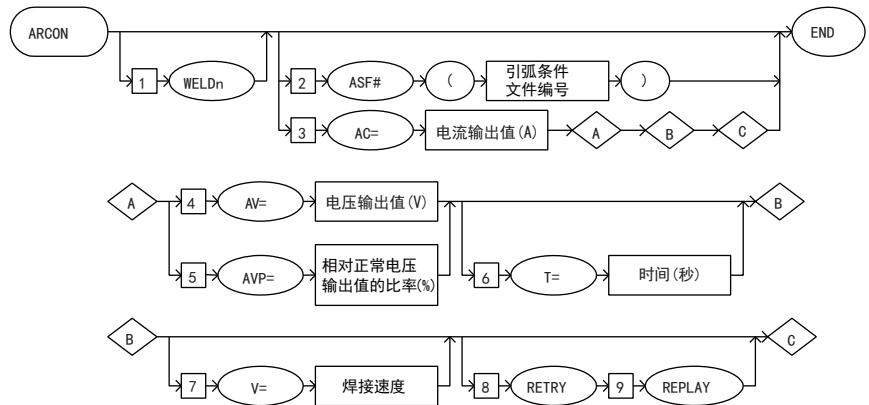 ARCON
END
1 WELDn
2 ASF# ( 引弧条件
文件编号 )
3 AC= 电流输出值(A) A B C
A 4 AV= 电压输出值(V) B
5 AVP= 相对正常电压
输出值的比率(%)
6 T= 时间(秒)
B C
7 V= 焊接速度
8 RETRY 9 REPLAY